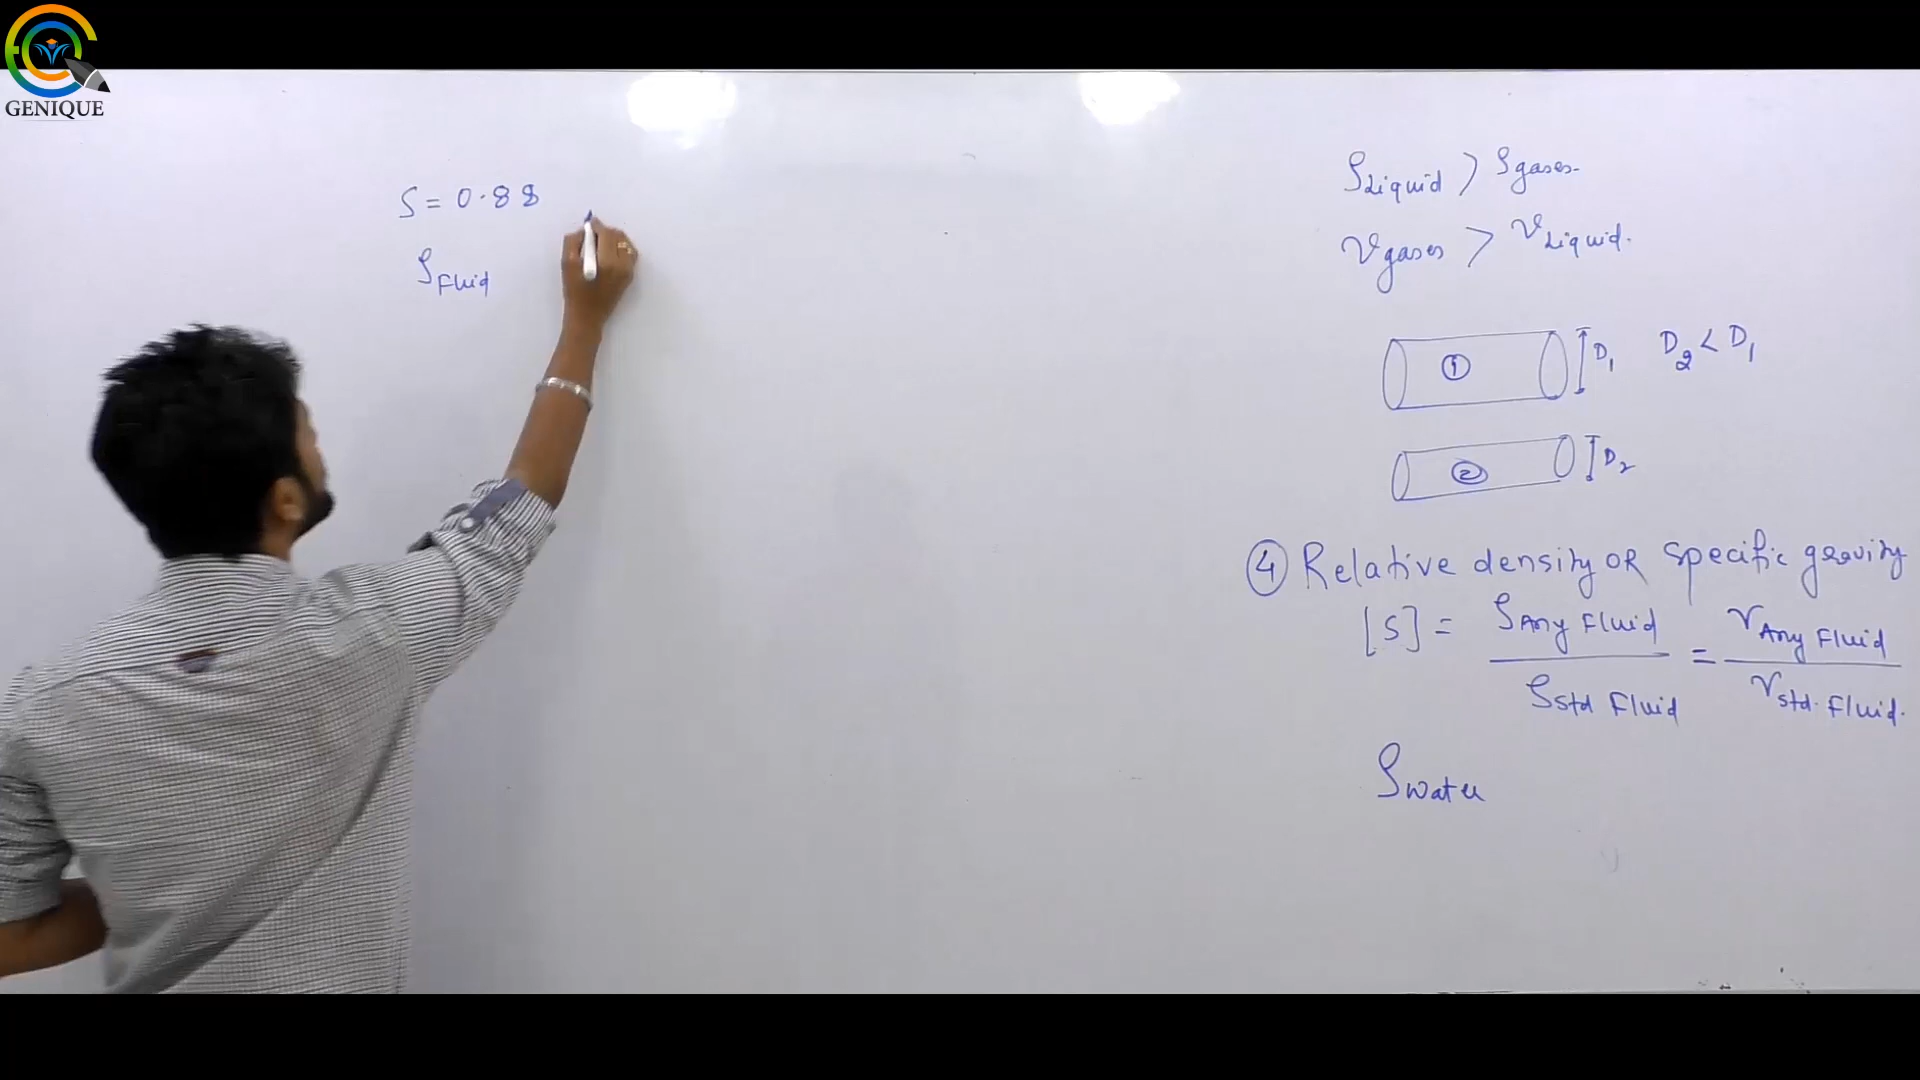 GENIQUE
S = 0.88
ρFluid
ρLiquid > ρgases.
νgases > νLiquid.
① D₁ D₂ < D₁
② D₂
④ Relative density OR specific gravity
[S] = ρAny Fluid / ρStd Fluid = γAny Fluid / γstd. Fluid.
ρwater